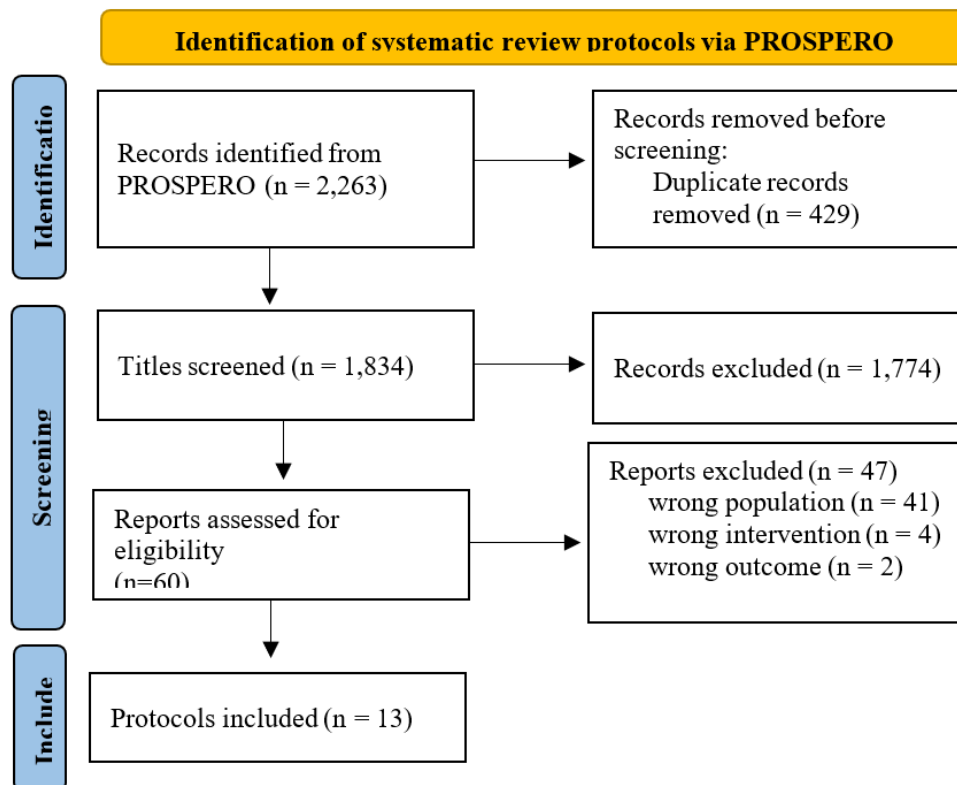 Identification of systematic review protocols via PROSPERO
Identificatio
Records identified from
PROSPERO (n = 2,263)
Records removed before
screening:
Duplicate records
removed (n = 429)
Screening
Titles screened (n = 1,834)
Records excluded (n = 1,774)
Reports assessed for
eligibility
(n=60)
Reports excluded (n = 47)
wrong population (n = 41)
wrong intervention (n = 4)
wrong outcome (n = 2)
Include
Protocols included (n = 13)